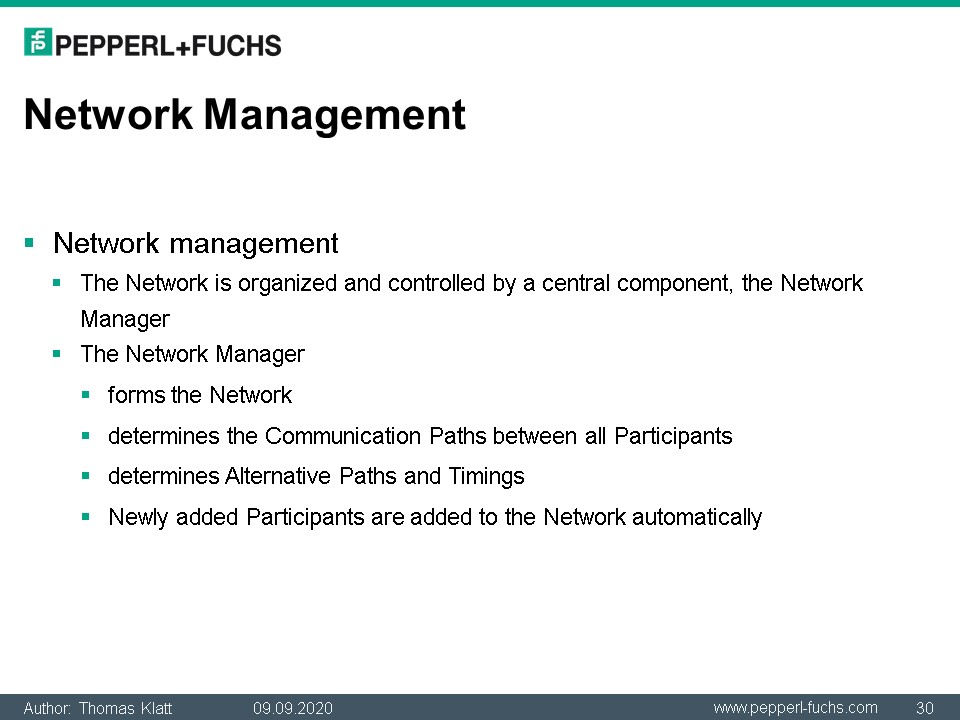 PEPPERL+FUCHS
Network Management
Network management
The Network is organized and controlled by a central component, the Network
Manager
The Network Manager
forms the Network
determines the Communication Paths between all Participants
determines Alternative Paths and Timings
Newly added Participants are added to the Network automatically
Author: Thomas Klatt 09.09.2020 www.pepperl-fuchs.com 30